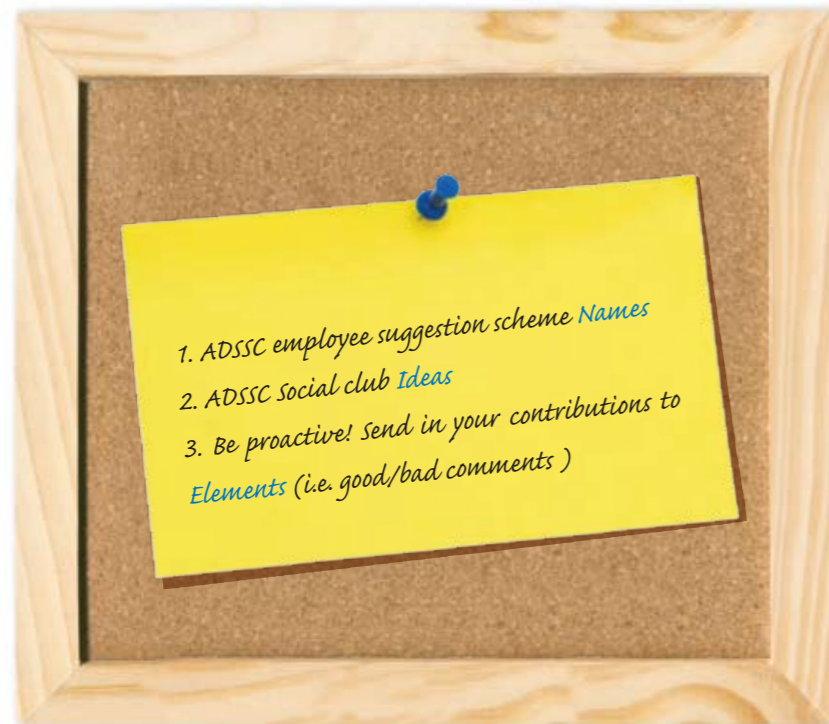 1. ADSSC employee suggestion scheme Names
2. ADSSC Social club Ideas
3. Be proactive! Send in your contributions to
Elements (i.e. good/bad comments )